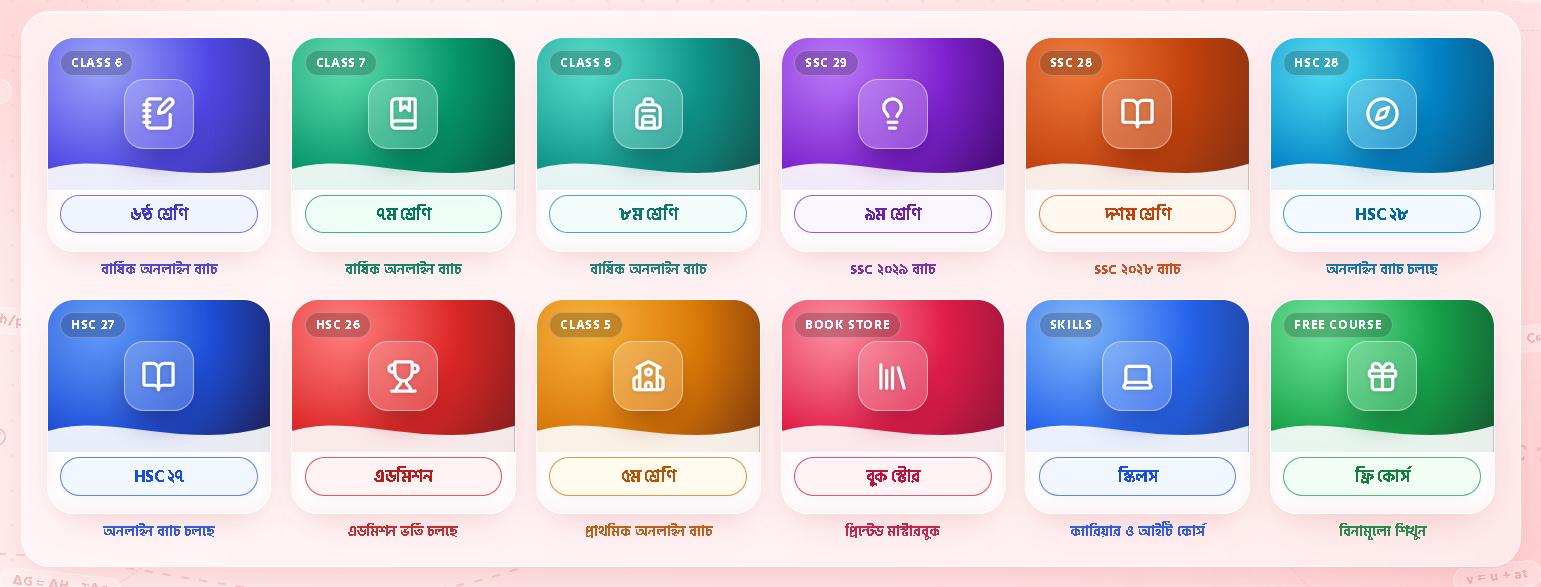 CLASS 6
CLASS 7
CLASS 8
SSC 29
SSC 28
HSC 28
৬ষ্ঠ শ্রেণি
৭ম শ্রেণি
৮ম শ্রেণি
৯ম শ্রেণি
দশম শ্রেণি
HSC ২৮
বার্ষিক অনলাইন ব্যাচ
বার্ষিক অনলাইন ব্যাচ
বার্ষিক অনলাইন ব্যাচ
SSC ২০২৯ ব্যাচ
SSC ২০২৮ ব্যাচ
অনলাইন ব্যাচ চলছে
HSC 27
HSC 26
CLASS 5
BOOK STORE
SKILLS
FREE COURSE
HSC ২৭
এডমিশন
৫ম শ্রেণি
বুক স্টোর
স্কিলস
ফ্রি কোর্স
অনলাইন ব্যাচ চলছে
এডমিশন ভর্তি চলছে
প্রাথমিক অনলাইন ব্যাচ
প্রিন্টেড মাস্টারবুক
ক্যারিয়ার ও আইটি কোর্স
বিনামূল্যে শিখুন
v = u + at